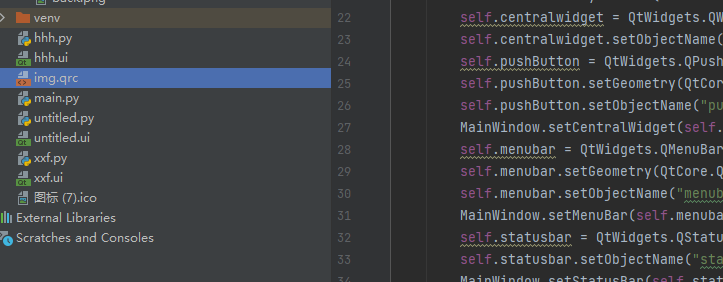 venv
hhh.py
hhh.ui
img.qrc
main.py
untitled.py
untitled.ui
xxf.py
xxf.ui
图标 (7).ico
External Libraries
Scratches and Consoles
22 self.centralwidget = QtWidgets.QW
23 self.centralwidget.setObjectName(
24 self.pushButton = QtWidgets.QPush
25 self.pushButton.setGeometry(QtCor
26 self.pushButton.setObjectName("pu
27 MainWindow.setCentralWidget(self.
28 self.menubar = QtWidgets.QMenuBar
29 self.menubar.setGeometry(QtCore.Q
30 self.menubar.setObjectName("menub
31 MainWindow.setMenuBar(self.menuba
32 self.statusbar = QtWidgets.QStatu
33 self.statusbar.setObjectName("sta
34 MainWindow.setStatusBar(self.stat